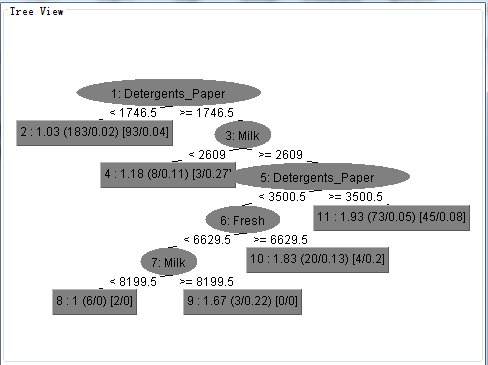 Tree View
1: Detergents_Paper
< 1746.5 >= 1746.5
2 : 1.03 (183/0.02) [93/0.04]
3: Milk
< 2609 >= 2609
4 : 1.18 (8/0.11) [3/0.27]
5: Detergents_Paper
< 3500.5 >= 3500.5
6: Fresh
11 : 1.93 (73/0.05) [45/0.08]
< 6629.5 >= 6629.5
7: Milk
10 : 1.83 (20/0.13) [4/0.2]
< 8199.5 >= 8199.5
8 : 1 (6/0) [2/0]
9 : 1.67 (3/0.22) [0/0]